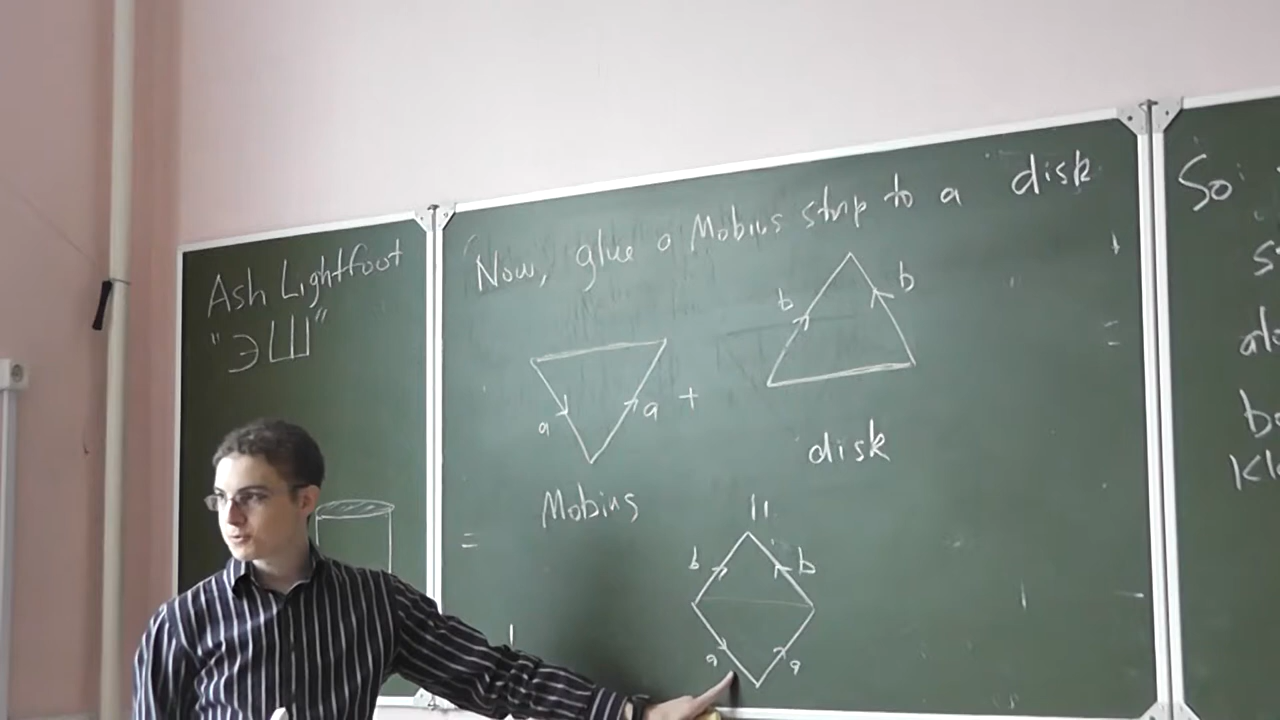 Ash Lightfoot
"ЭШ"
Now, glue a Mobius strip to a disk
b b
a a +
Mobius
disk
=
b b
a a
So